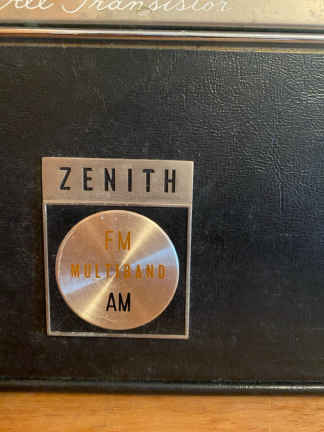 Transistor
ZENITH
FM
MULTIBAND
AM